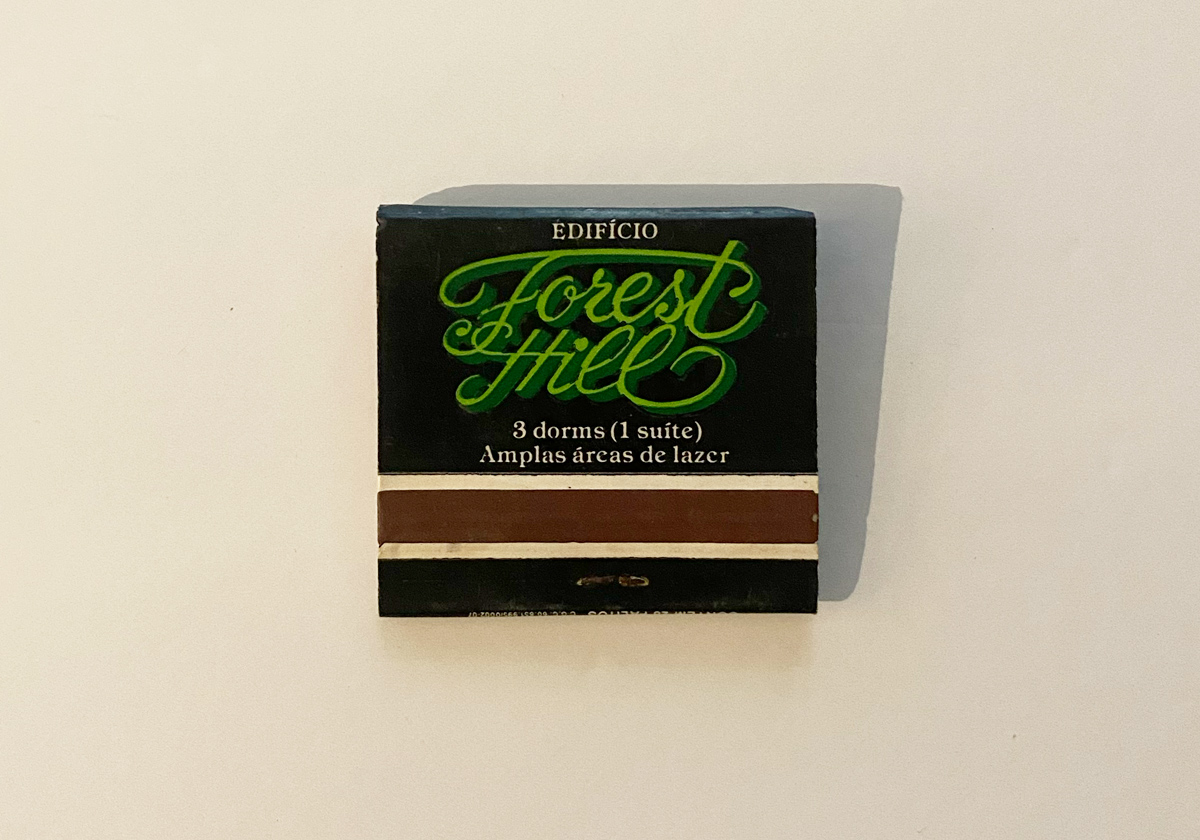 EDIFÍCIO
Forest
Hill
3 dorms (1 suíte)
Amplas áreas de lazer